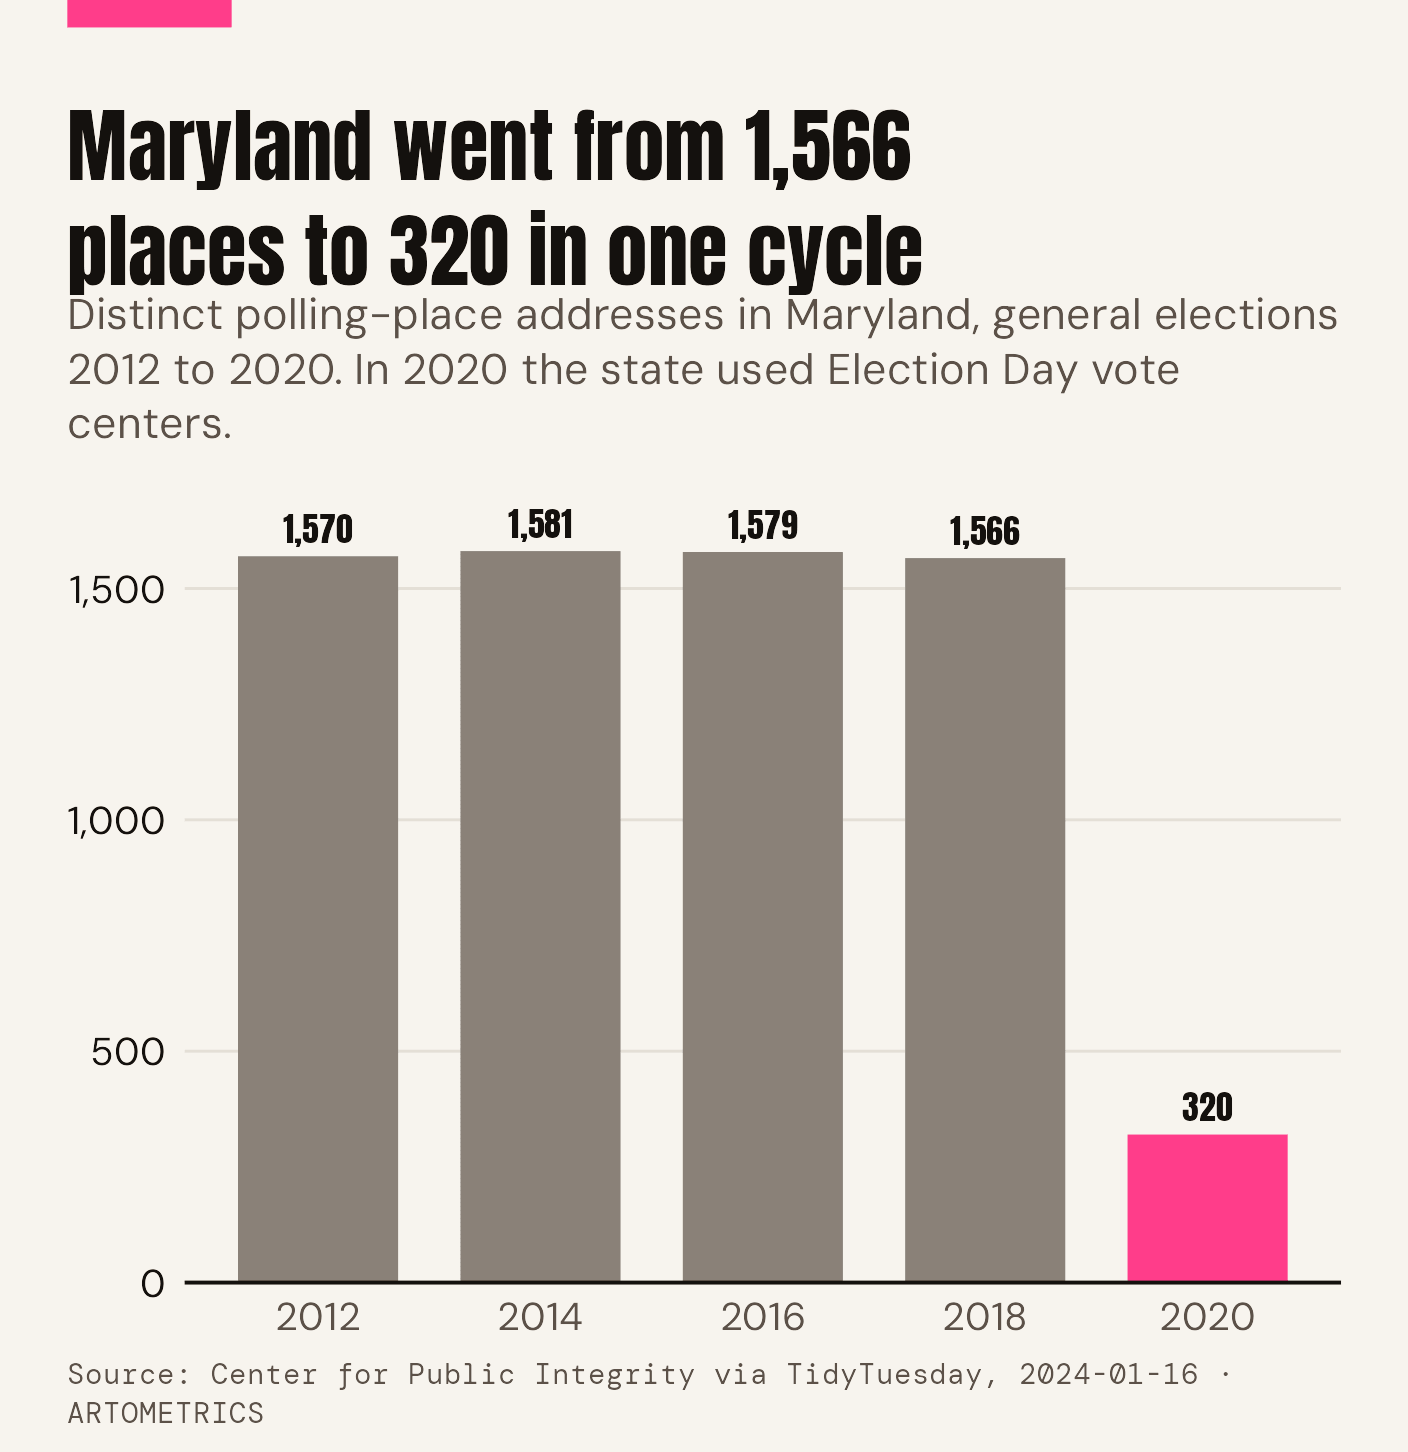 Maryland went from 1,566
places to 320 in one cycle
Distinct polling-place addresses in Maryland, general elections
2012 to 2020. In 2020 the state used Election Day vote
centers.
1,570
1,581
1,579
1,566
1,500
1,000
500
320
0
2012
2014
2016
2018
2020
Source: Center for Public Integrity via TidyTuesday, 2024-01-16 ·
ARTOMETRICS